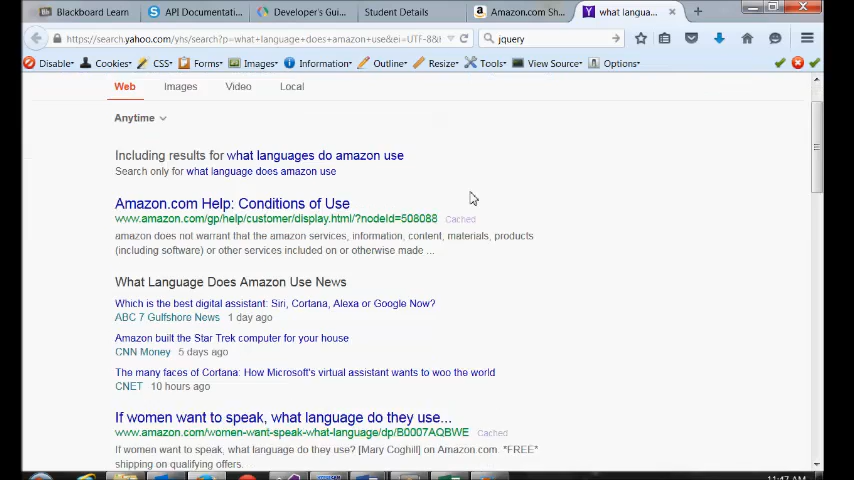 Blackboard Learn
API Documentati...
Developer's Gui...
Student Details
Amazon.com Sh...
what langua...
https://search.yahoo.com/yhs/search?p=what+language+does+amazon+use&ei=UTF-8&
jquery
Disable Cookies CSS Forms Images Information Outline Resize Tools View Source Options
Web Images Video Local
Anytime
Including results for what languages do amazon use
Search only for what language does amazon use
Amazon.com Help: Conditions of Use
www.amazon.com/gp/help/customer/display.html/?nodeId=508088 Cached
amazon does not warrant that the amazon services, information, content, materials, products
(including software) or other services included on or otherwise made ...
What Language Does Amazon Use News
Which is the best digital assistant: Siri, Cortana, Alexa or Google Now?
ABC 7 Gulfshore News 1 day ago
Amazon built the Star Trek computer for your house
CNN Money 5 days ago
The many faces of Cortana: How Microsoft's virtual assistant wants to woo the world
CNET 10 hours ago
If women want to speak, what language do they use...
www.amazon.com/women-want-speak-what-language/dp/B0007AQBWE Cached
If women want to speak, what language do they use? [Mary Coghill] on Amazon.com. *FREE*
shipping on qualifying offers.
11:47 AM